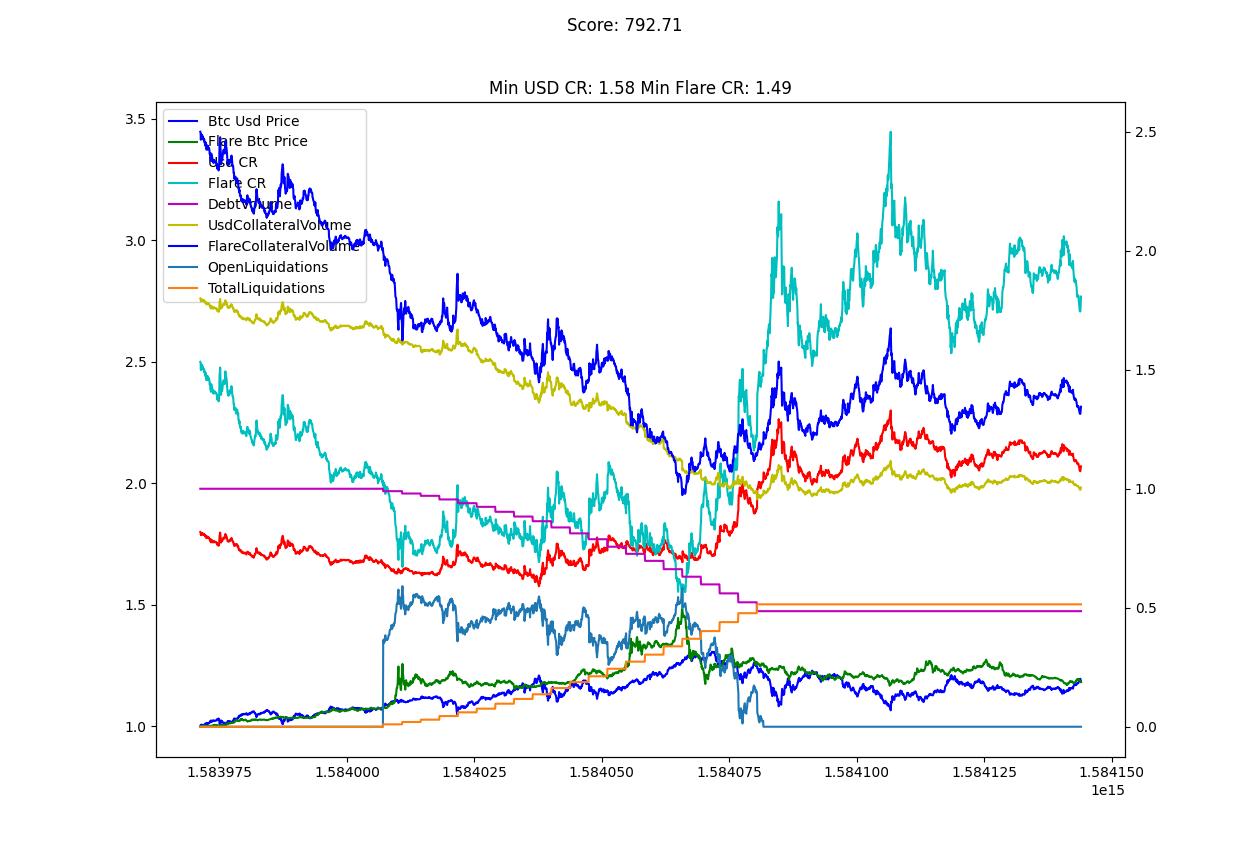 Score: 792.71
Min USD CR: 1.58 Min Flare CR: 1.49
Btc Usd Price
Flare Btc Price
Usd CR
Flare CR
DebtVolume
UsdCollateralVolume
FlareCollateralVolume
OpenLiquidations
TotalLiquidations
3.5
3.0
2.5
2.0
1.5
1.0
2.5
2.0
1.5
1.0
0.5
0.0
1.583975 1.584000 1.584025 1.584050 1.584075 1.584100 1.584125 1.584150
1e15